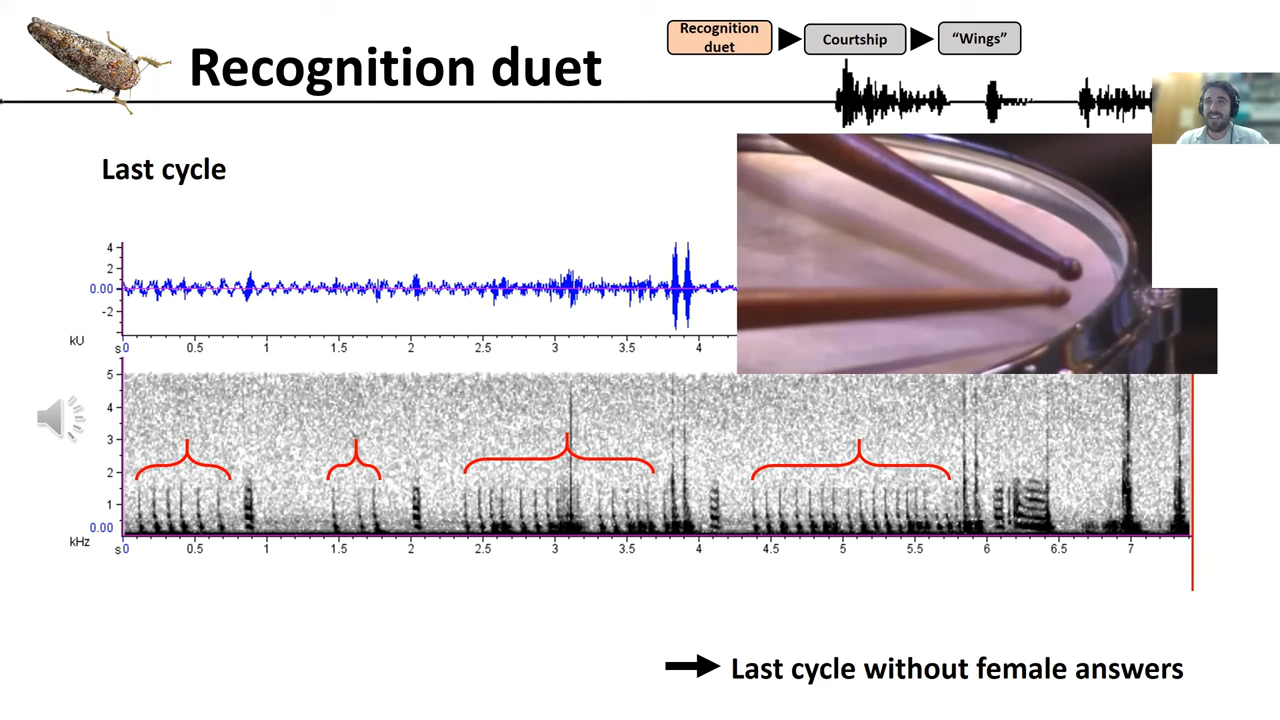 Recognition duet
Recognition
duet
Courtship
“Wings”
Last cycle
4
2
0.00
-2
kU
s0 0.5 1 1.5 2 2.5 3 3.5 4
5
4
3
2
1
0.00
kHz
s0 0.5 1 1.5 2 2.5 3 3.5 4 4.5 5 5.5 6 6.5 7
Last cycle without female answers